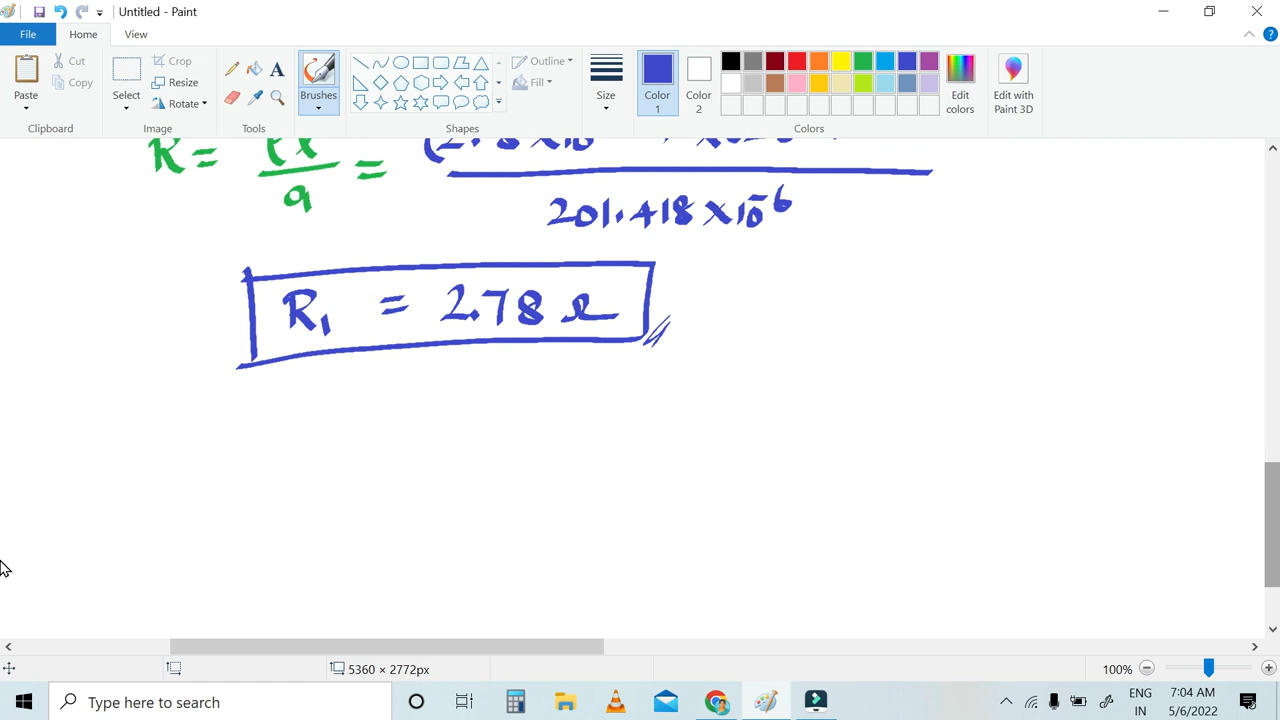 Untitled - Paint
File Home View
Paste
Cut
Copy
Clipboard
Select
Crop
Resize
Rotate
Image
A
Tools
Brushes
Outline
Fill
Shapes
Size
Color 1
Color 2
Edit colors
Colors
Edit with Paint 3D
R = ρl =
a
201.418 × 10⁻⁶
R₁ = 2.78 Ω
5360 × 2772px
100%
Type here to search
ENG IN
7:04 AM
5/6/2022